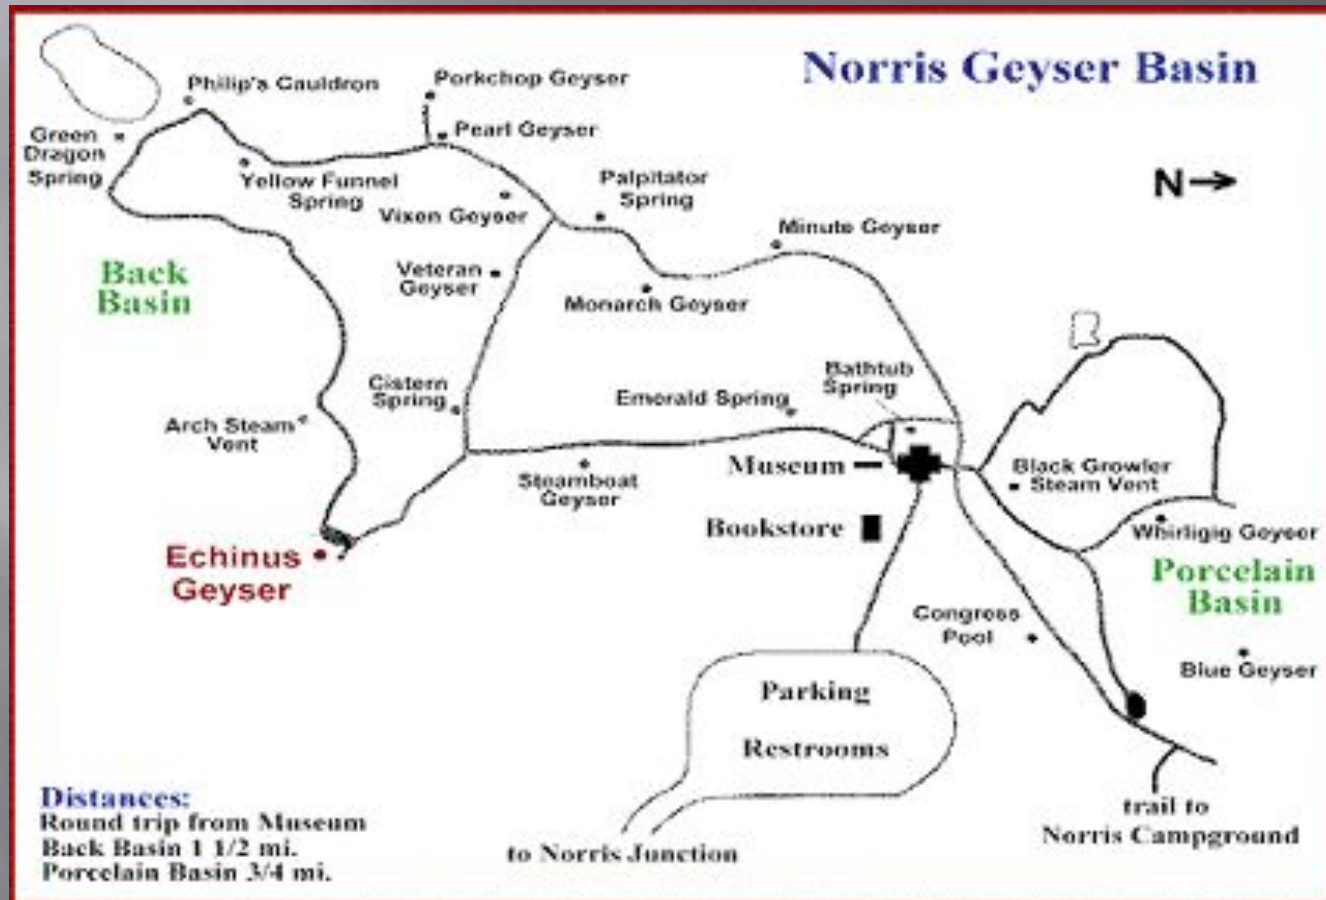 Norris Geyser Basin
N
Philip's Cauldron
Porkchop Geyser
Green
Dragon
Spring
Pearl Geyser
Yellow Funnel
Spring
Vixen Geyser
Palpitator
Spring
Minute Geyser
Back
Basin
Veteran
Geyser
Monarch Geyser
Cistern
Spring
Emerald Spring
Bathtub
Spring
Arch Steam
Vent
Museum
Black Growler
Steam Vent
Steamboat
Geyser
Bookstore
Whirligig Geyser
Echinus
Geyser
Porcelain
Basin
Congress
Pool
Blue Geyser
Parking
Restrooms
Distances:
Round trip from Museum
Back Basin 1 1/2 mi.
Porcelain Basin 3/4 mi.
to Norris Junction
trail to
Norris Campground